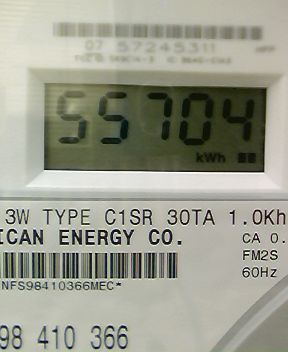 07 57245311
55704
kWh
3W TYPE C1SR 30TA 1.0Kh
ICAN ENERGY CO. CA 0.
FM2S
60Hz
NFS98410366MEC*
98 410 366